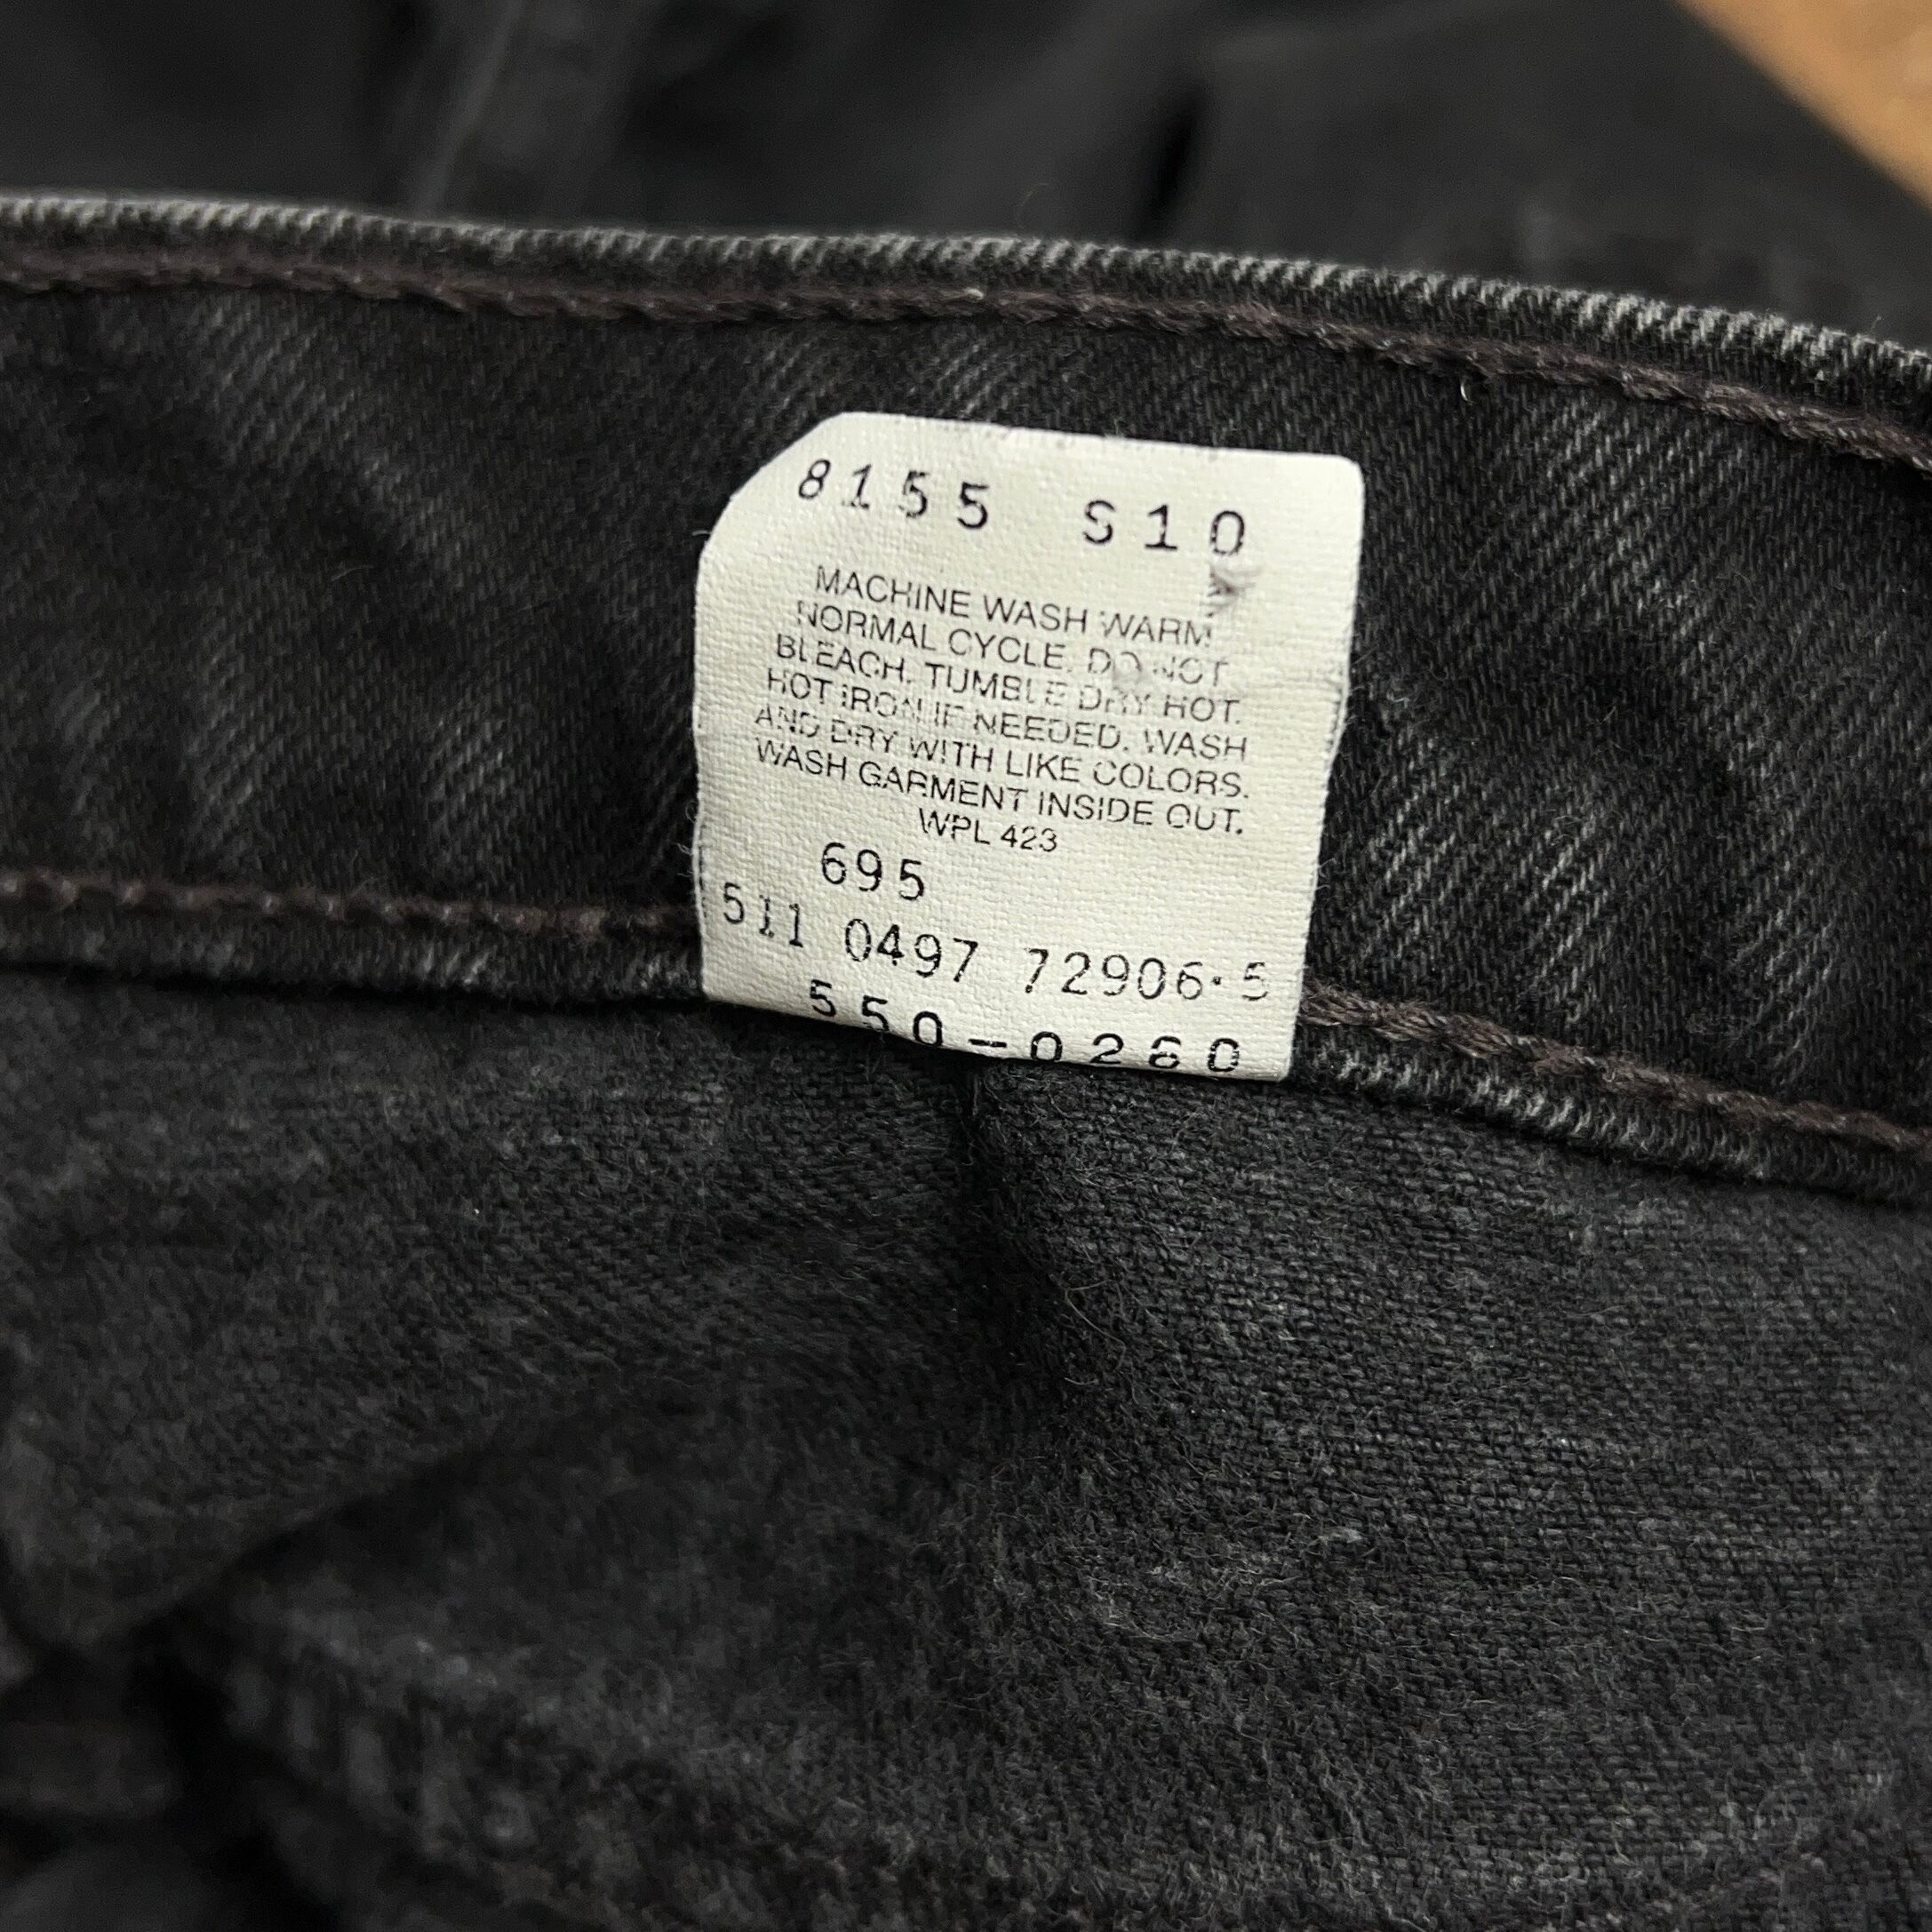 8155 S10
MACHINE WASH WARM
NORMAL CYCLE. DO NOT
BLEACH. TUMBLE DRY HOT.
HOT IRON IF NEEDED. WASH
AND DRY WITH LIKE COLORS.
WASH GARMENT INSIDE OUT.
WPL 423
695
511 0497 72906·5
550-0260